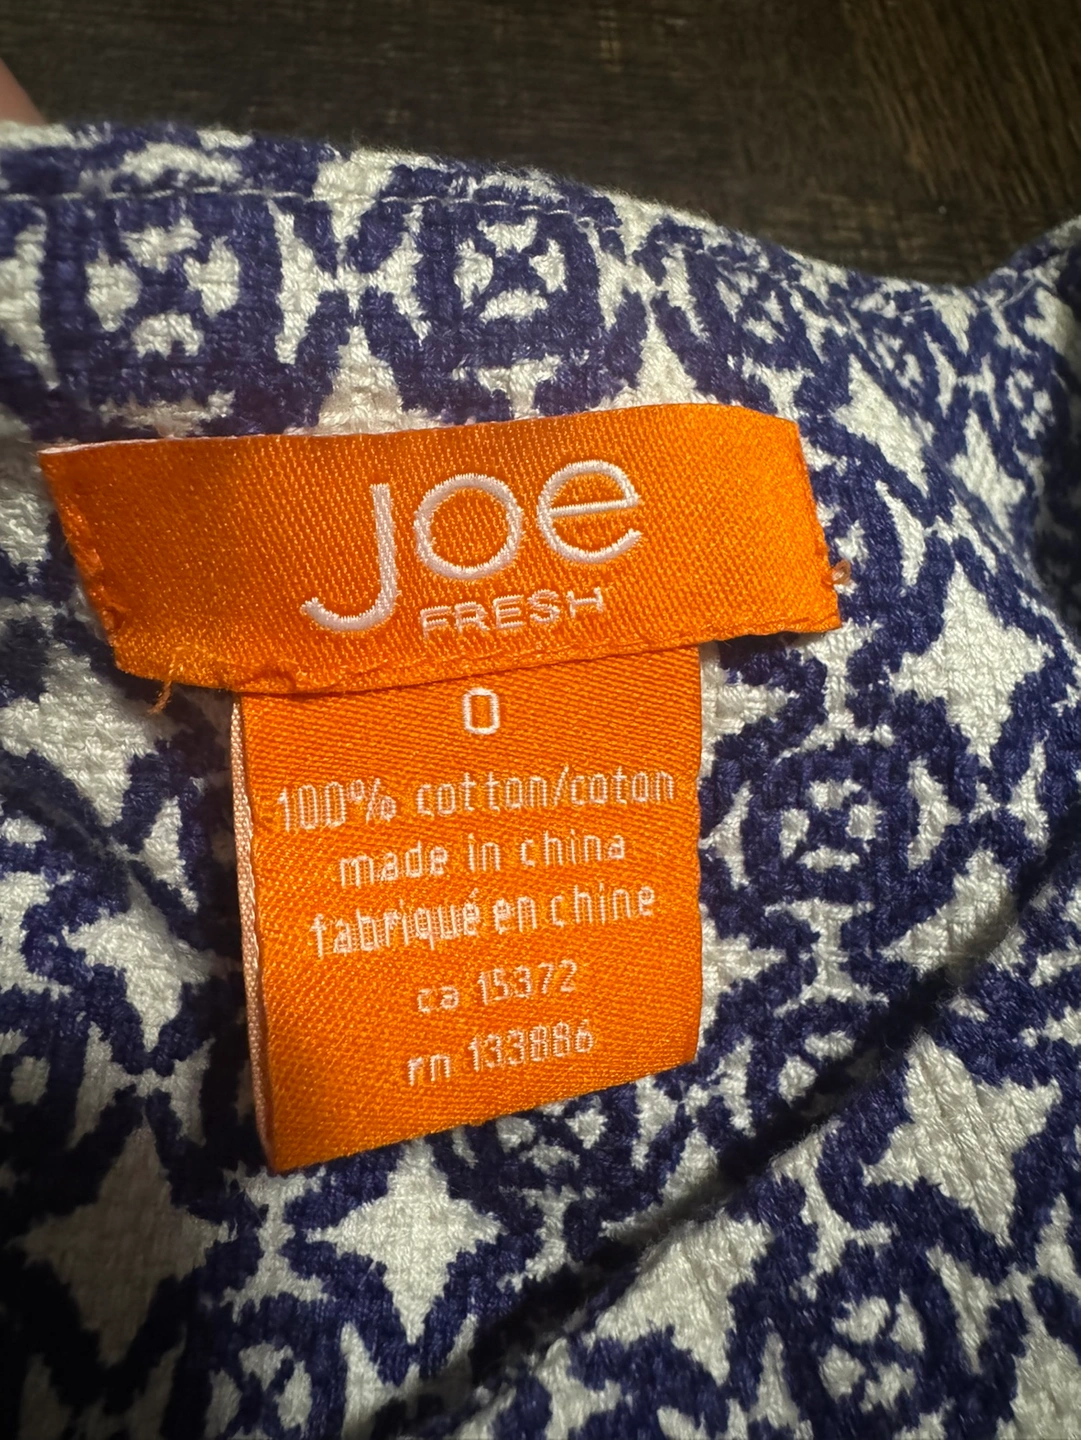 Joe
FRESH
0
100% cotton/coton
made in china
fabriqué en chine
ca 15372
rn 133886